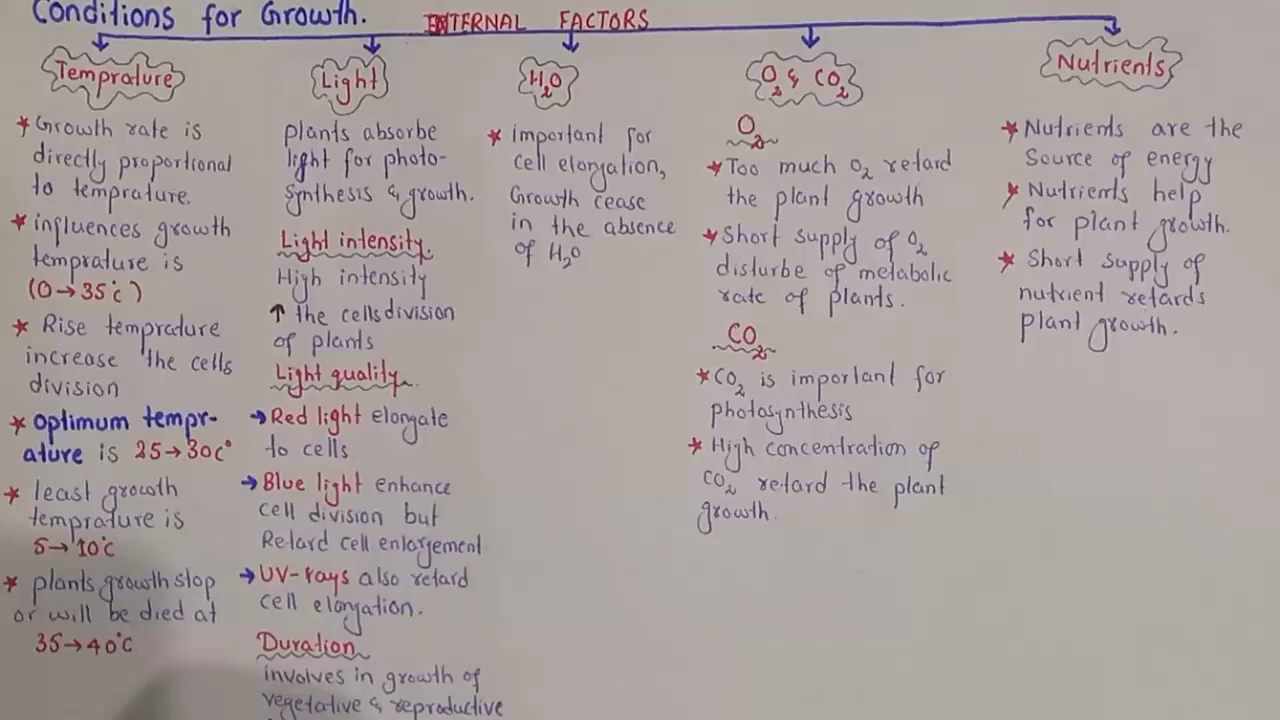 Conditions for Growth.
EXTERNAL FACTORS
Temprature
* Growth rate is
directly proportional
to temprature.
* influences growth
temprature is
(0→35°c)
* Rise temprature
increase the cells
division
* optimum tempr-
ature is 25→30c°
* least growth
temprature is
5→10°c
* plants growth stop
or will be died at
35→40°c
Light
plants absorbe
light for photo-
synthesis & growth.
Light intensity
High intensity
↑ the cells division
of plants
Light quality
→ Red light elongate
to cells
→ Blue light enhance
cell division but
Retard cell enlargement
→ UV-rays also retard
cell elongation.
Duration
involves in growth of
vegetative & reproductive
H2O
* important for
cell elongation,
Growth cease
in the absence
of H2O
O2 & CO2
O2
* Too much O2 retard
the plant growth
* Short supply of O2
disturbe of metabolic
rate of plants.
CO2
* CO2 is important for
photosynthesis
* High concentration of
CO2 retard the plant
growth.
Nutrients
* Nutrients are the
Source of energy
* Nutrients help
for plant growth.
* Short supply of
nutrient retards
plant growth.